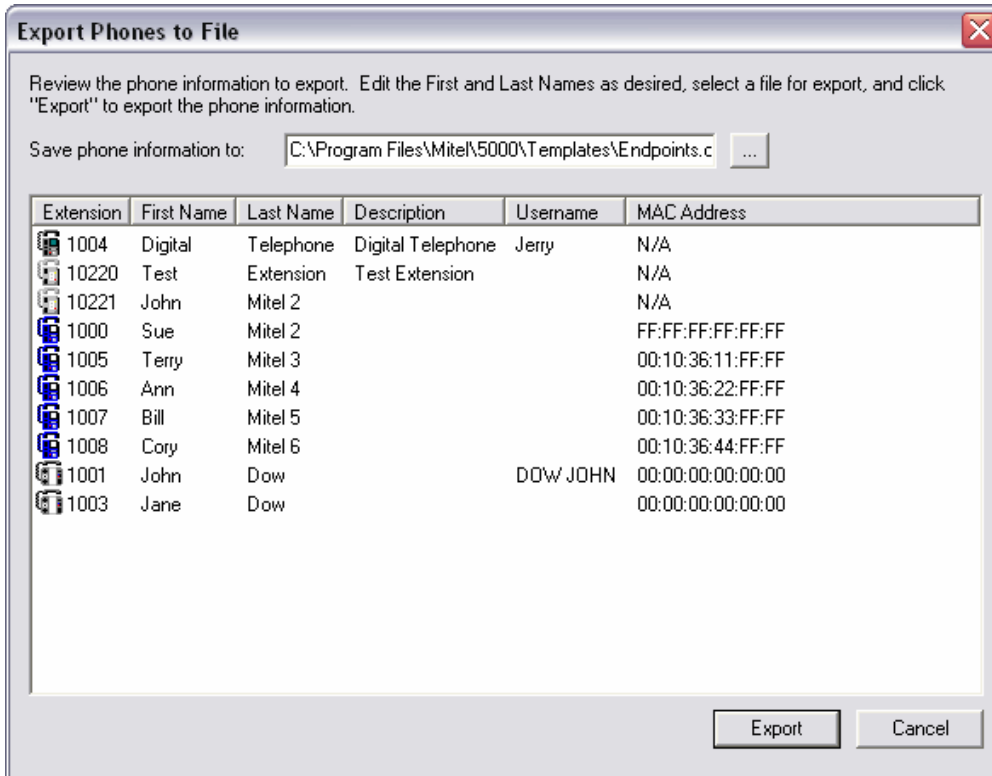 Export Phones to File
Review the phone information to export. Edit the First and Last Names as desired, select a file for export, and click
"Export" to export the phone information.
Save phone information to: C:\Program Files\Mitel\5000\Templates\Endpoints.c ...
Extension First Name Last Name Description Username MAC Address
1004 Digital Telephone Digital Telephone Jerry N/A
10220 Test Extension Test Extension N/A
10221 John Mitel 2 N/A
1000 Sue Mitel 2 FF:FF:FF:FF:FF:FF
1005 Terry Mitel 3 00:10:36:11:FF:FF
1006 Ann Mitel 4 00:10:36:22:FF:FF
1007 Bill Mitel 5 00:10:36:33:FF:FF
1008 Cory Mitel 6 00:10:36:44:FF:FF
1001 John Dow DOW JOHN 00:00:00:00:00:00
1003 Jane Dow 00:00:00:00:00:00
Export Cancel